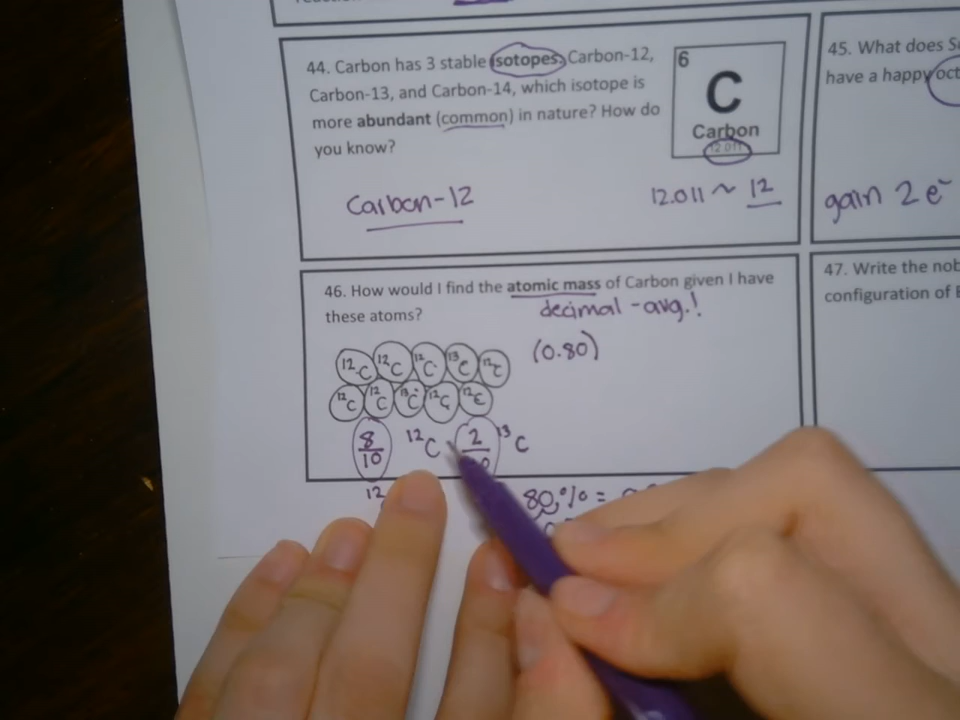 44. Carbon has 3 stable isotopes. Carbon-12,
Carbon-13, and Carbon-14, which isotope is
more abundant (common) in nature? How do
you know?
6
C
Carbon
12.011
Carbon-12
12.011 ~ 12
45. What does
have a happy oct
gain 2 e⁻
46. How would I find the atomic mass of Carbon given I have
these atoms?
decimal - avg.!
(0.80)
¹²C ¹²C ¹²C ¹³C ¹²C
¹²C ¹²C ¹³C ¹²C ¹²C
8/10 ¹²C 2/10 ¹³C
12
80.% =
47. Write the nob
configuration of